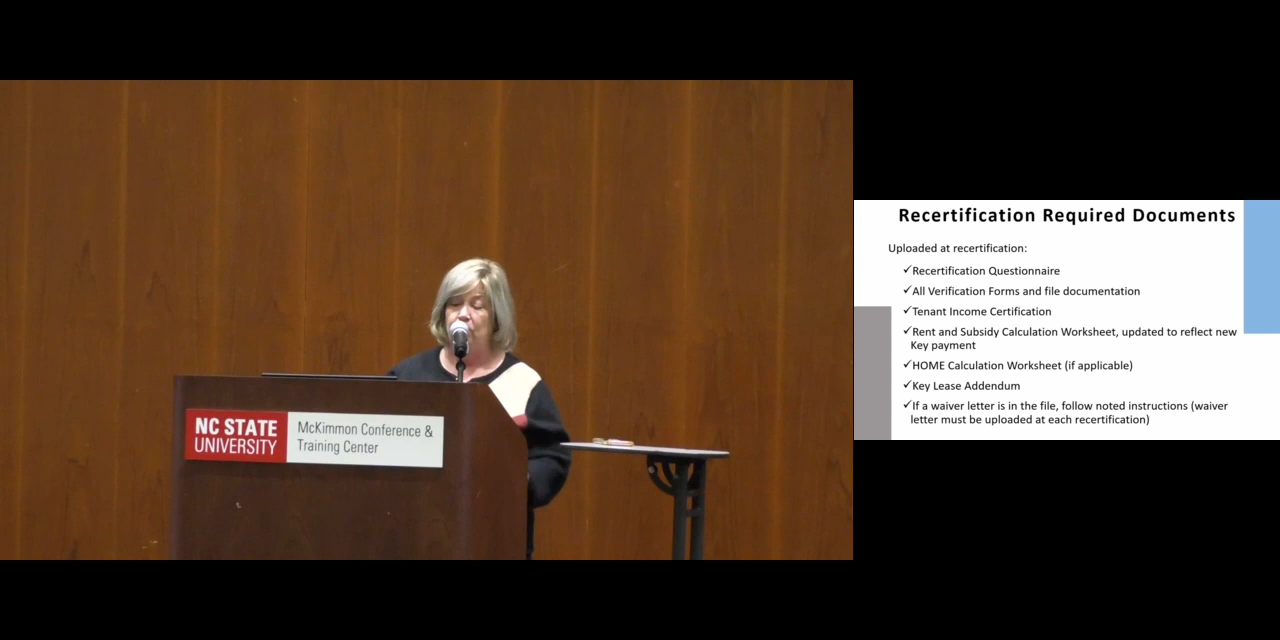 NC STATE
UNIVERSITY
McKimmon Conference &
Training Center
Recertification Required Documents
Uploaded at recertification:
✓Recertification Questionnaire
✓All Verification Forms and file documentation
✓Tenant Income Certification
✓Rent and Subsidy Calculation Worksheet, updated to reflect new
Key payment
✓HOME Calculation Worksheet (if applicable)
✓Key Lease Addendum
✓If a waiver letter is in the file, follow noted instructions (waiver
letter must be uploaded at each recertification)